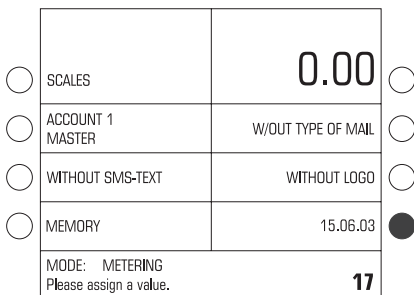 0.00
SCALES
ACCOUNT 1
MASTER
W/OUT TYPE OF MAIL
WITHOUT SMS-TEXT
WITHOUT LOGO
MEMORY
15.06.03
MODE: METERING
Please assign a value.
17